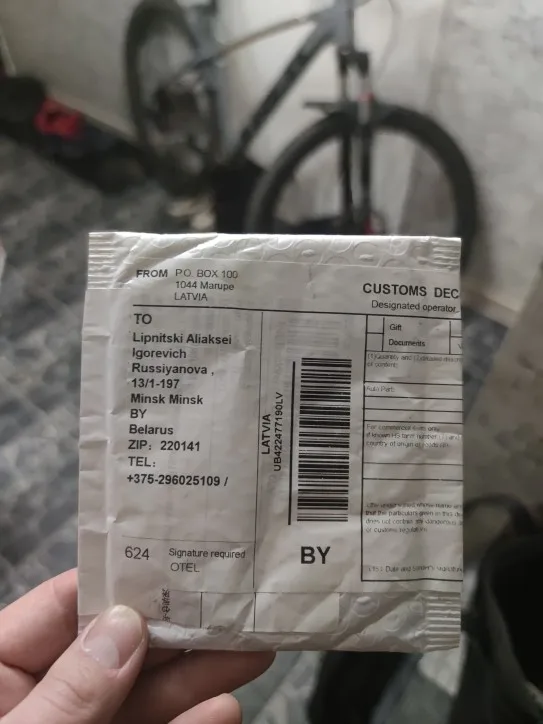 FROM P.O. BOX 100
1044 Marupe
LATVIA
TO
Lipnitski Aliaksei
Igorevich
Russiyanova ,
13/1-197
Minsk Minsk
BY
Belarus
ZIP: 220141
TEL:
+375-296025109 /
624 Signature required
OTEL
LATVIA
UB422477190LV
BY
CUSTOMS DEC
Designated operator
Gift
Documents
Auto Part